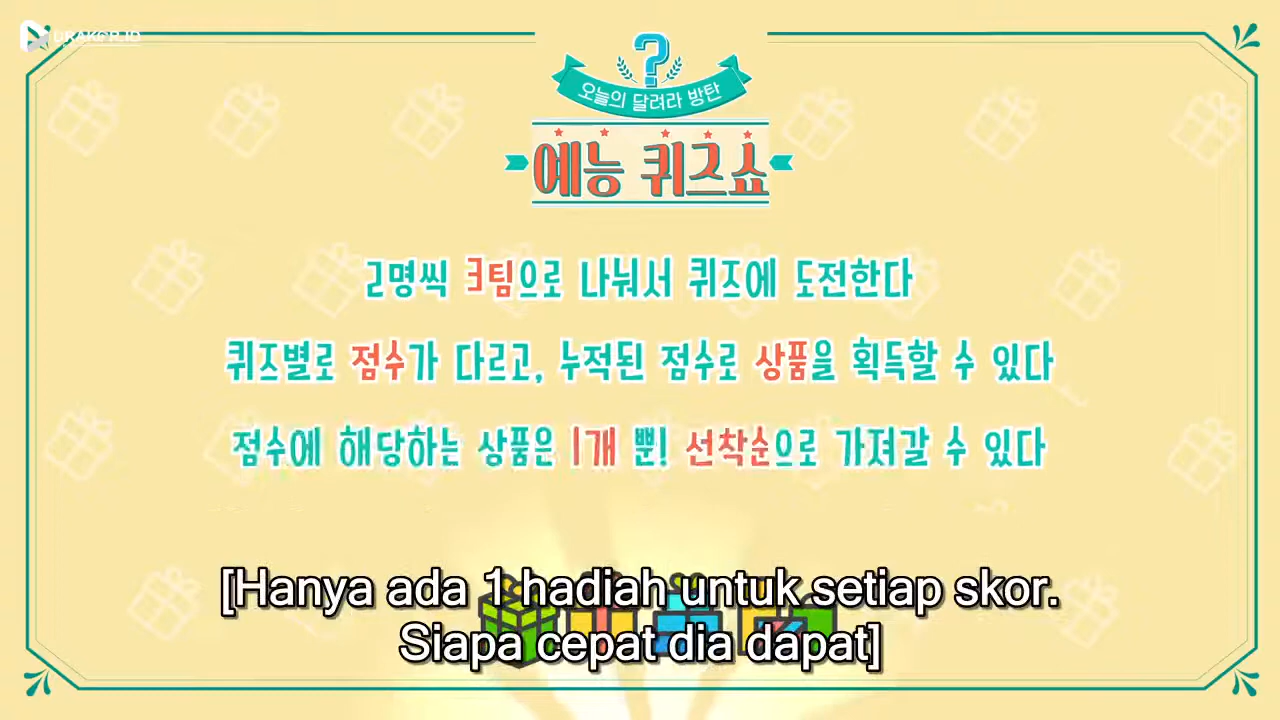 DRAKOR.ID
?
오늘의 달려라 방탄
예능 퀴즈쇼
2명씩 3팀으로 나눠서 퀴즈에 도전한다
퀴즈별로 점수가 다르고, 누적된 점수로 상품을 획득할 수 있다
점수에 해당하는 상품은 1개 뿐! 선착순으로 가져갈 수 있다
[Hanya ada 1 hadiah untuk setiap skor.
Siapa cepat dia dapat]